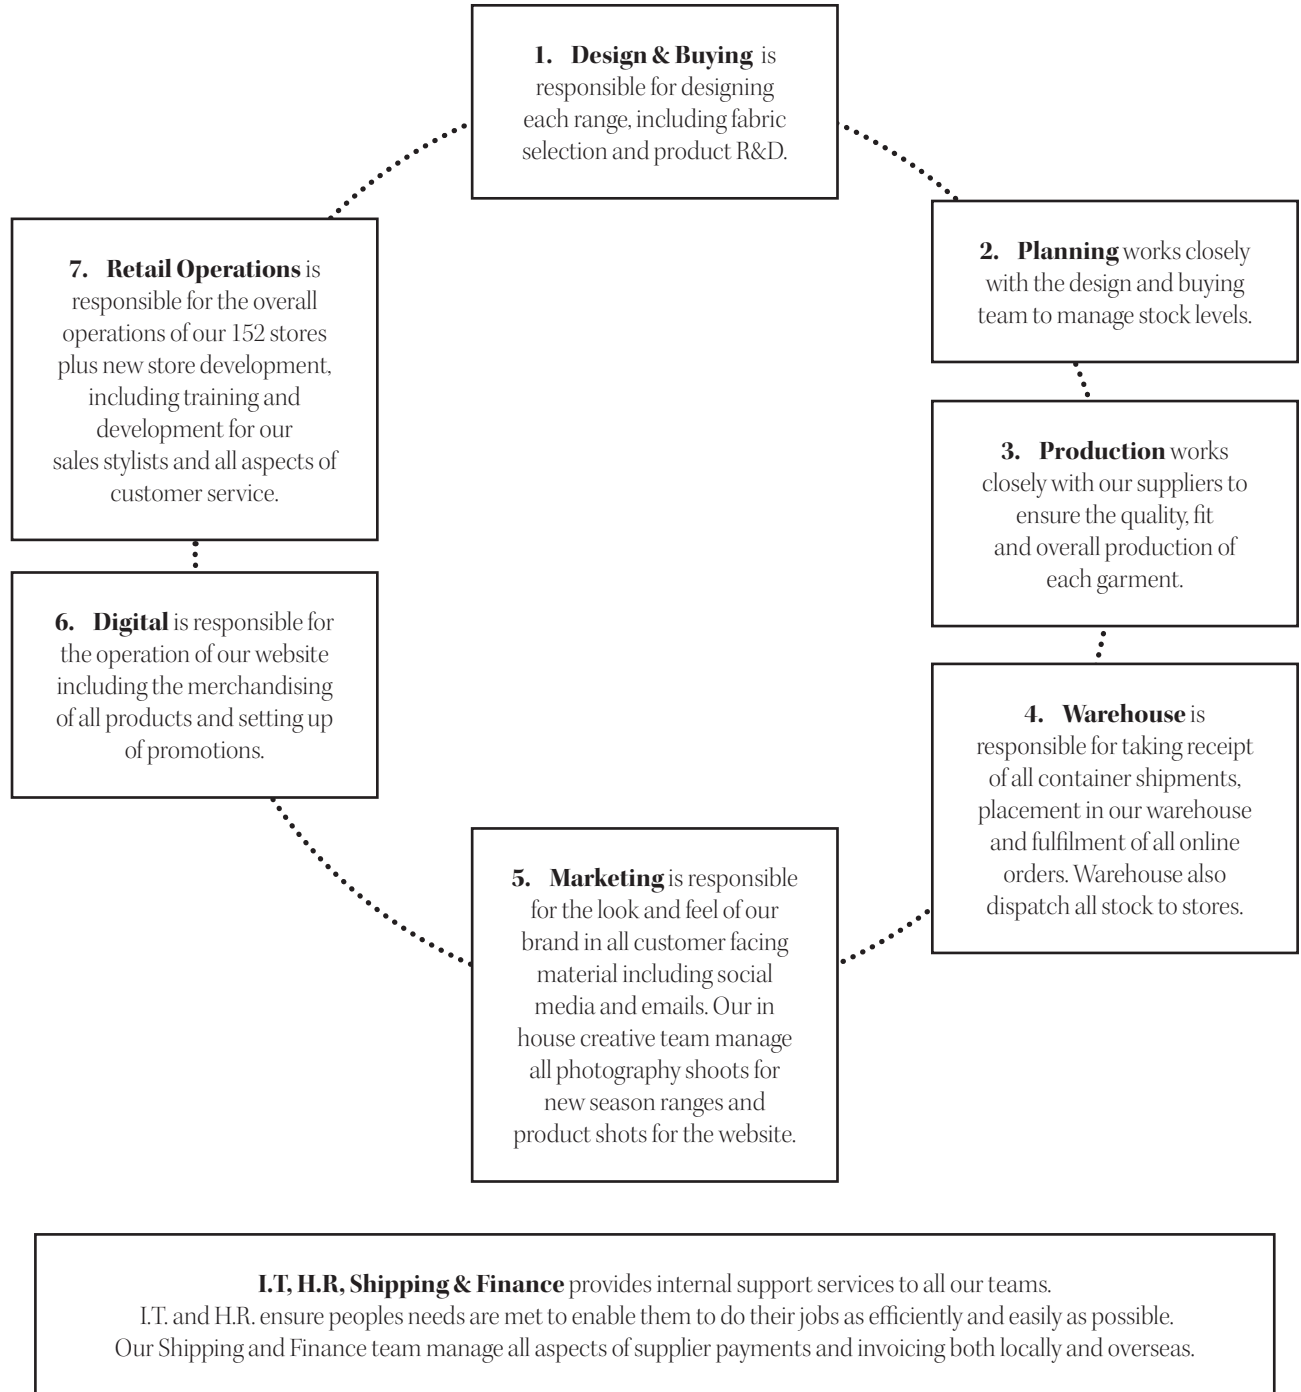 1. Design & Buying is
responsible for designing
each range, including fabric
selection and product R&D.
2. Planning works closely
with the design and buying
team to manage stock levels.
3. Production works
closely with our suppliers to
ensure the quality, fit
and overall production of
each garment.
4. Warehouse is
responsible for taking receipt
of all container shipments,
placement in our warehouse
and fulfilment of all online
orders. Warehouse also
dispatch all stock to stores.
5. Marketing is responsible
for the look and feel of our
brand in all customer facing
material including social
media and emails. Our in
house creative team manage
all photography shoots for
new season ranges and
product shots for the website.
6. Digital is responsible for
the operation of our website
including the merchandising
of all products and setting up
of promotions.
7. Retail Operations is
responsible for the overall
operations of our 152 stores
plus new store development,
including training and
development for our
sales stylists and all aspects of
customer service.
I.T, H.R, Shipping & Finance provides internal support services to all our teams.
I.T. and H.R. ensure peoples needs are met to enable them to do their jobs as efficiently and easily as possible.
Our Shipping and Finance team manage all aspects of supplier payments and invoicing both locally and overseas.